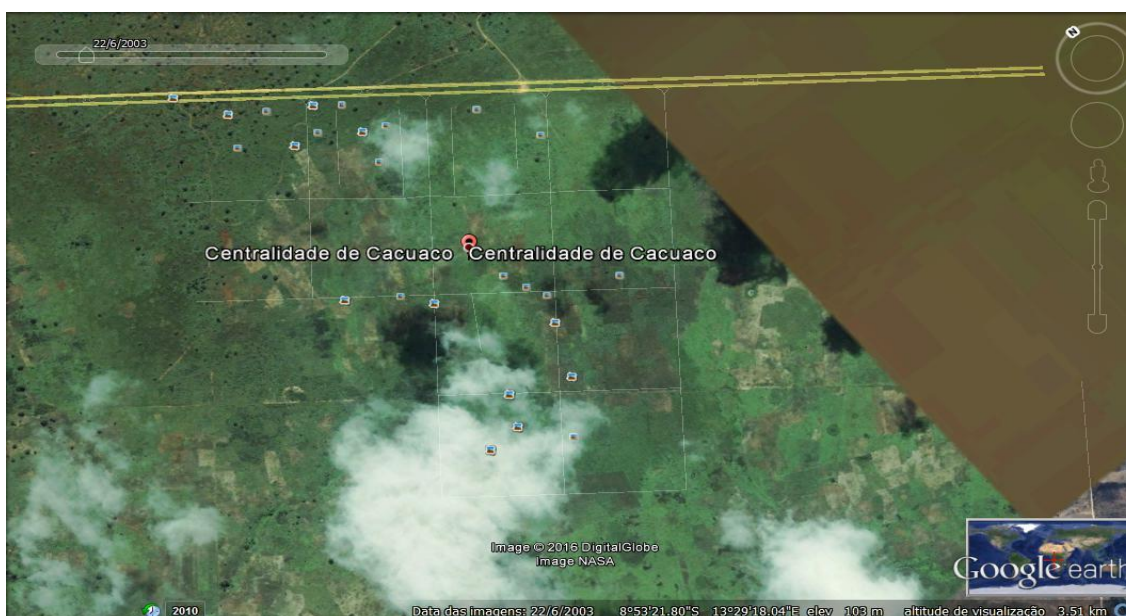 22/6/2003
N
Centralidade de Cacuaco Centralidade de Cacuaco
Image © 2016 DigitalGlobe
Image NASA
Google earth
2010 Data das imagens: 22/6/2003 8°53'21.80"S 13°29'18.04"E elev 103 m altitude de visualização 3.51 km